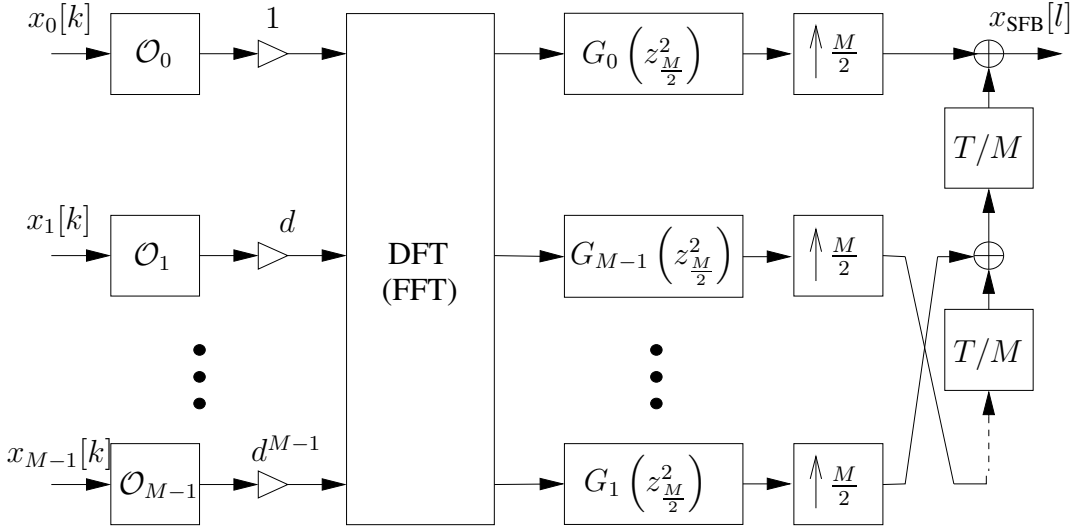 x_0[k] O_0 1 G_0(z^2_{M/2}) ↑ M/2 x_SFB[l]
T/M
x_1[k] O_1 d DFT (FFT) G_{M−1}(z^2_{M/2}) ↑ M/2
T/M
x_{M−1}[k] O_{M−1} d^{M−1} G_1(z^2_{M/2}) ↑ M/2